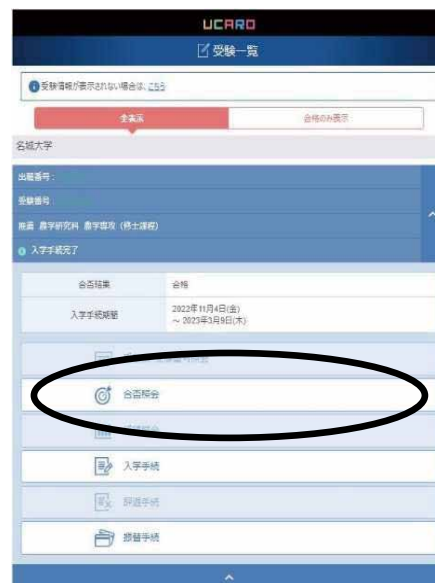 UCARO
受験一覧
受験情報が表示されない場合は、こちら
全表示
合格のみ表示
名城大学
出願番号:
受験番号
推薦 農学研究科 農学専攻 (修士課程)
入学手続完了
合否結果
合格
入学手続期間
2022年11月4日(金)
~ 2023年3月9日(木)
合否照会
入学手続
辞退手続
振替手続